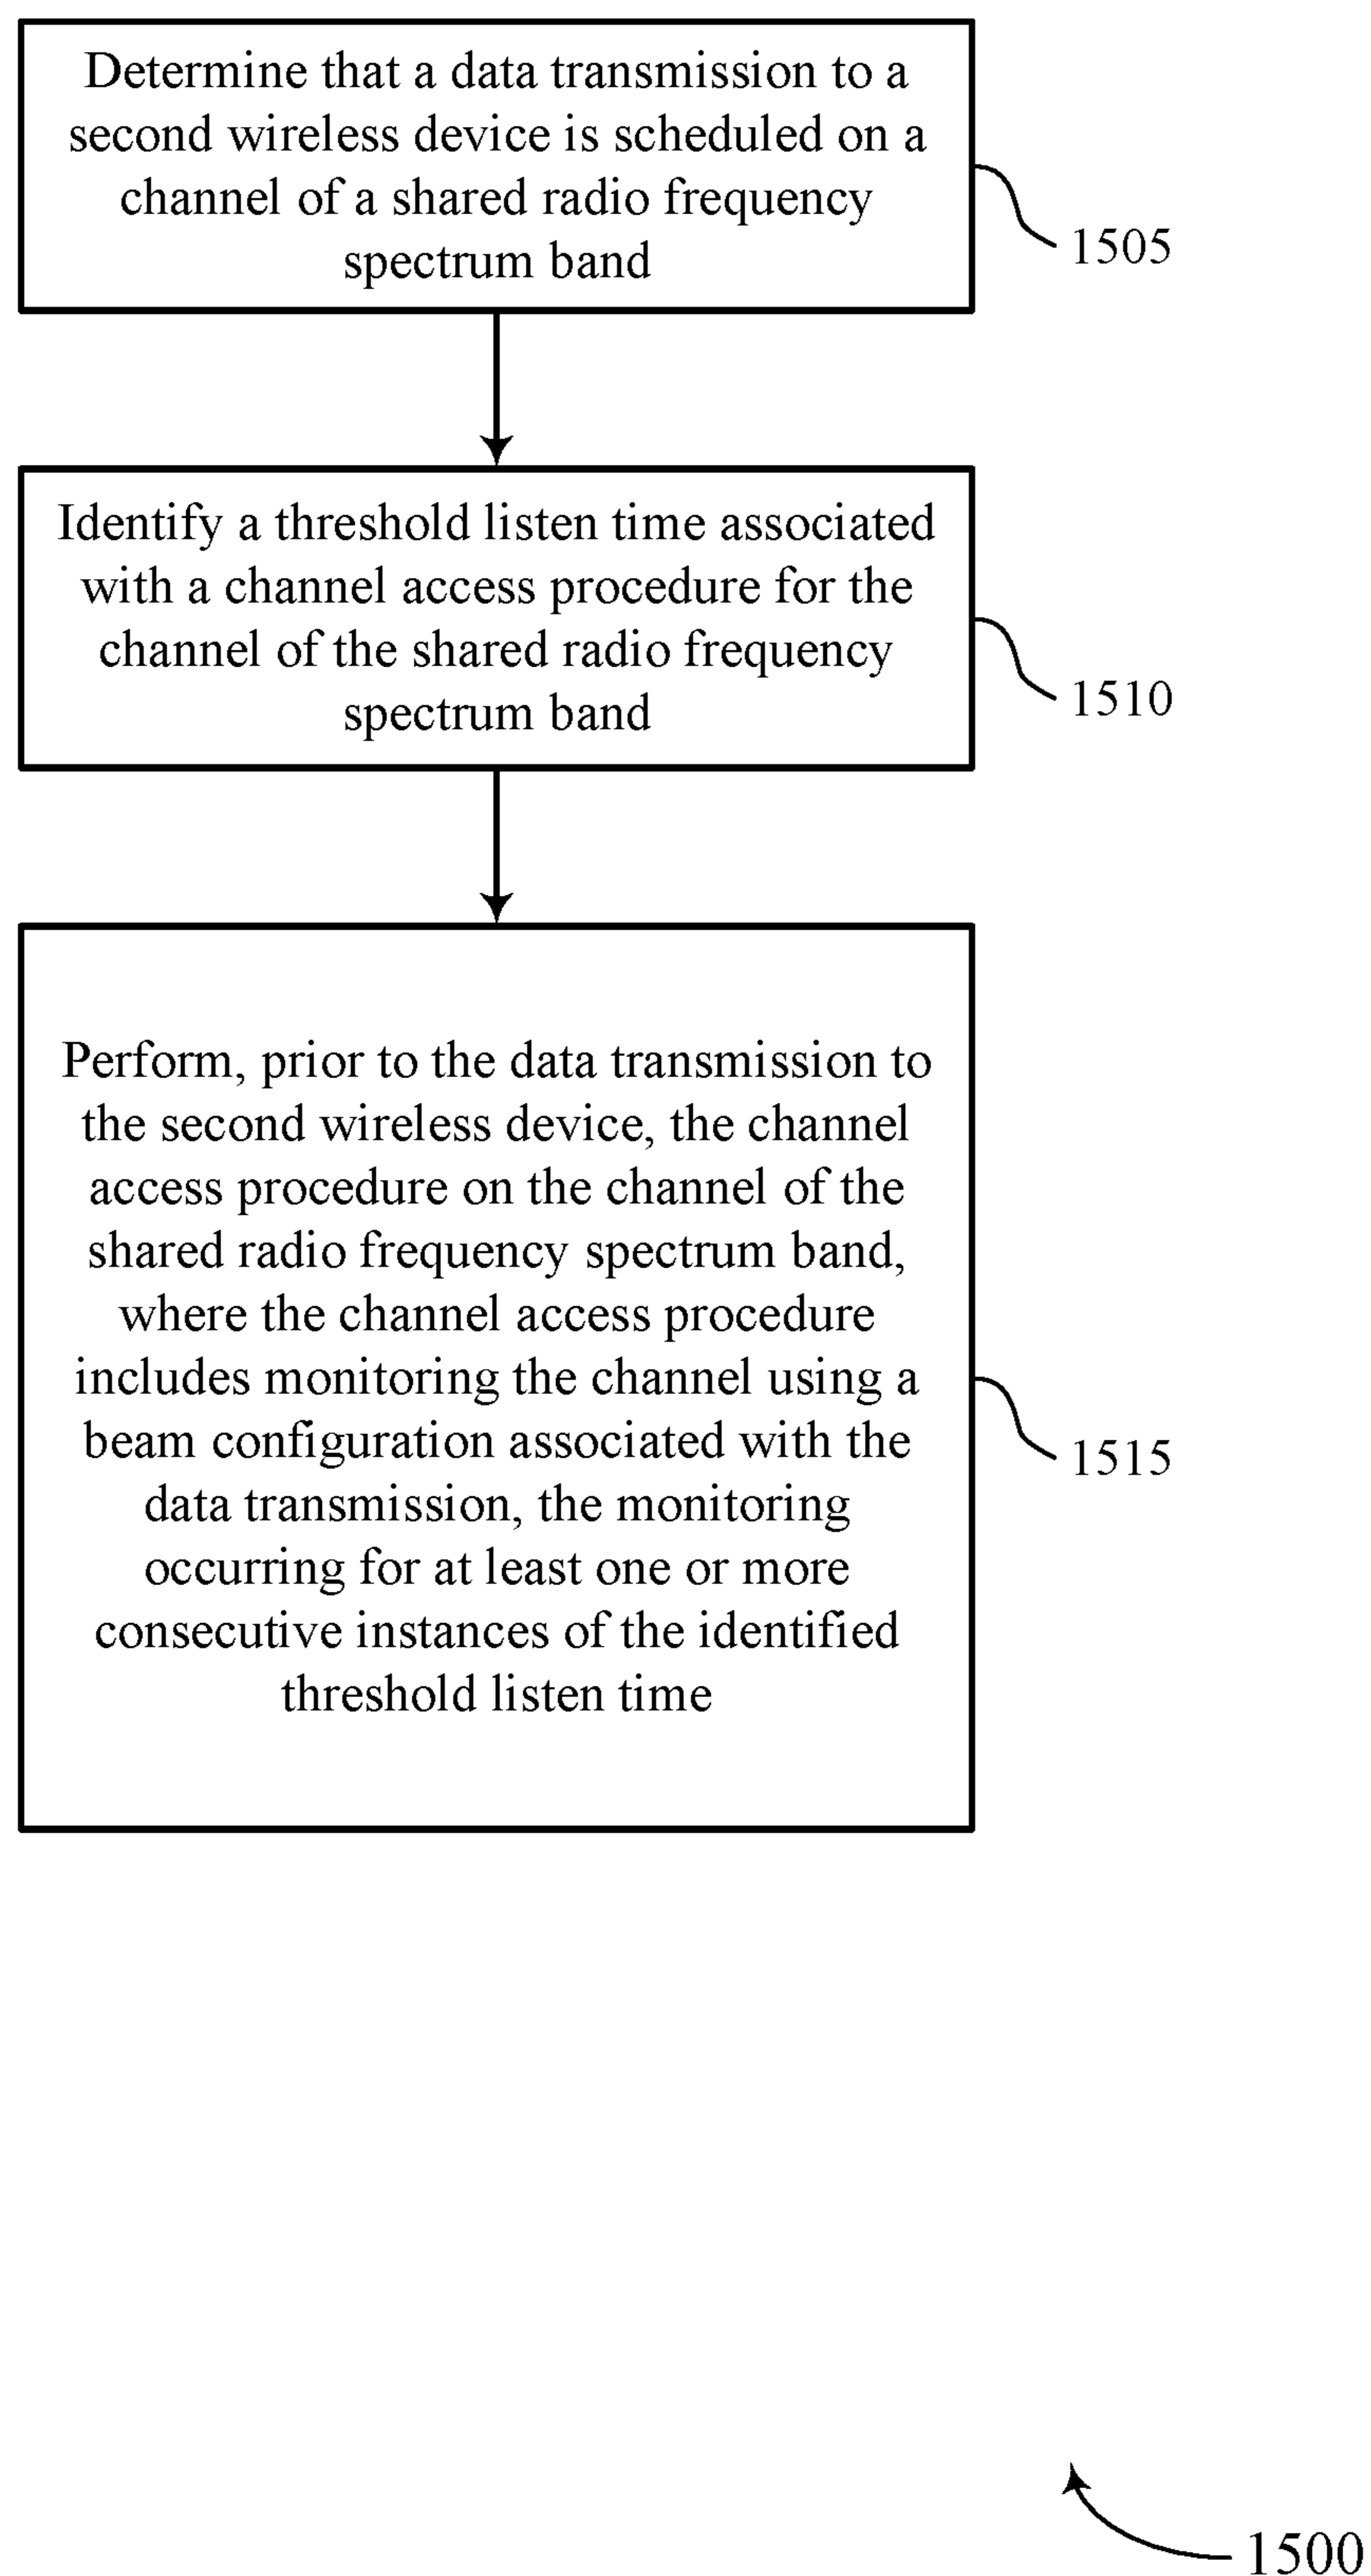 Determine that a data transmission to a
second wireless device is scheduled on a
channel of a shared radio frequency
spectrum band
1505
Identify a threshold listen time associated
with a channel access procedure for the
channel of the shared radio frequency
spectrum band
1510
Perform, prior to the data transmission to
the second wireless device, the channel
access procedure on the channel of the
shared radio frequency spectrum band,
where the channel access procedure
includes monitoring the channel using a
beam configuration associated with the
data transmission, the monitoring
occurring for at least one or more
consecutive instances of the identified
threshold listen time
1515
1500